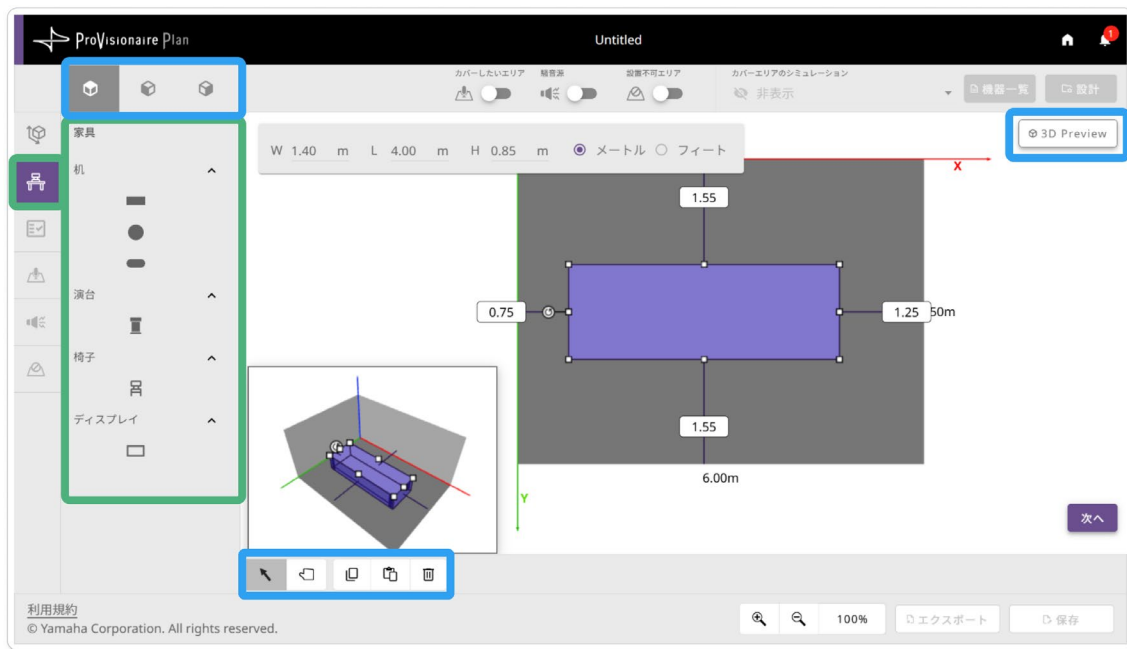 ProVisionaire Plan
Untitled
1
カバーしたいエリア
騒音源
設置不可エリア
カバーエリアのシミュレーション
非表示
機器一覧
設計
3D Preview
家具
机
演台
椅子
ディスプレイ
W 1.40 m L 4.00 m H 0.85 m メートル フィート
X
1.55
0.75
1.25
50m
1.55
6.00m
Y
次へ
利用規約
© Yamaha Corporation. All rights reserved.
100%
エクスポート
保存